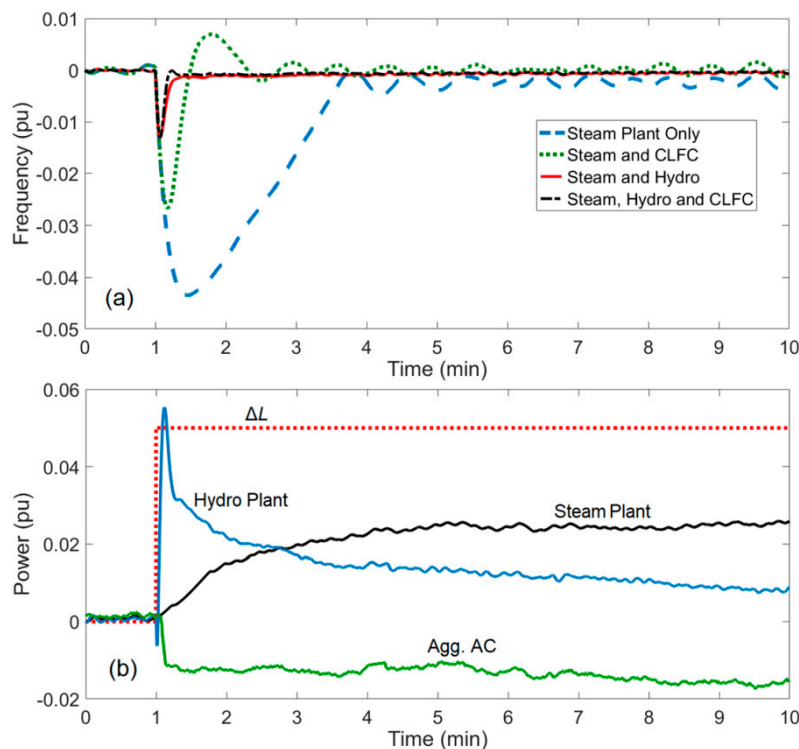 0.01
0
-0.01
-0.02
-0.03
-0.04
-0.05
Frequency (pu)
Steam Plant Only
Steam and CLFC
Steam and Hydro
Steam, Hydro and CLFC
(a)
0 1 2 3 4 5 6 7 8 9 10
Time (min)
0.06
0.04
0.02
0
-0.02
Power (pu)
ΔL
Hydro Plant
Steam Plant
Agg. AC
(b)
0 1 2 3 4 5 6 7 8 9 10
Time (min)